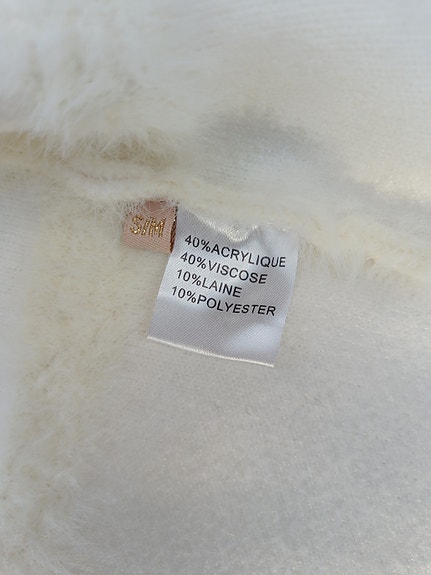 S/M
40%ACRYLIQUE
40%VISCOSE
10%LAINE
10%POLYESTER